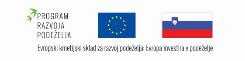 PROGRAM
RAZVOJA
PODEŽELJA
Evropski kmetijski sklad za razvoj podeželja: Evropa investira v podeželje